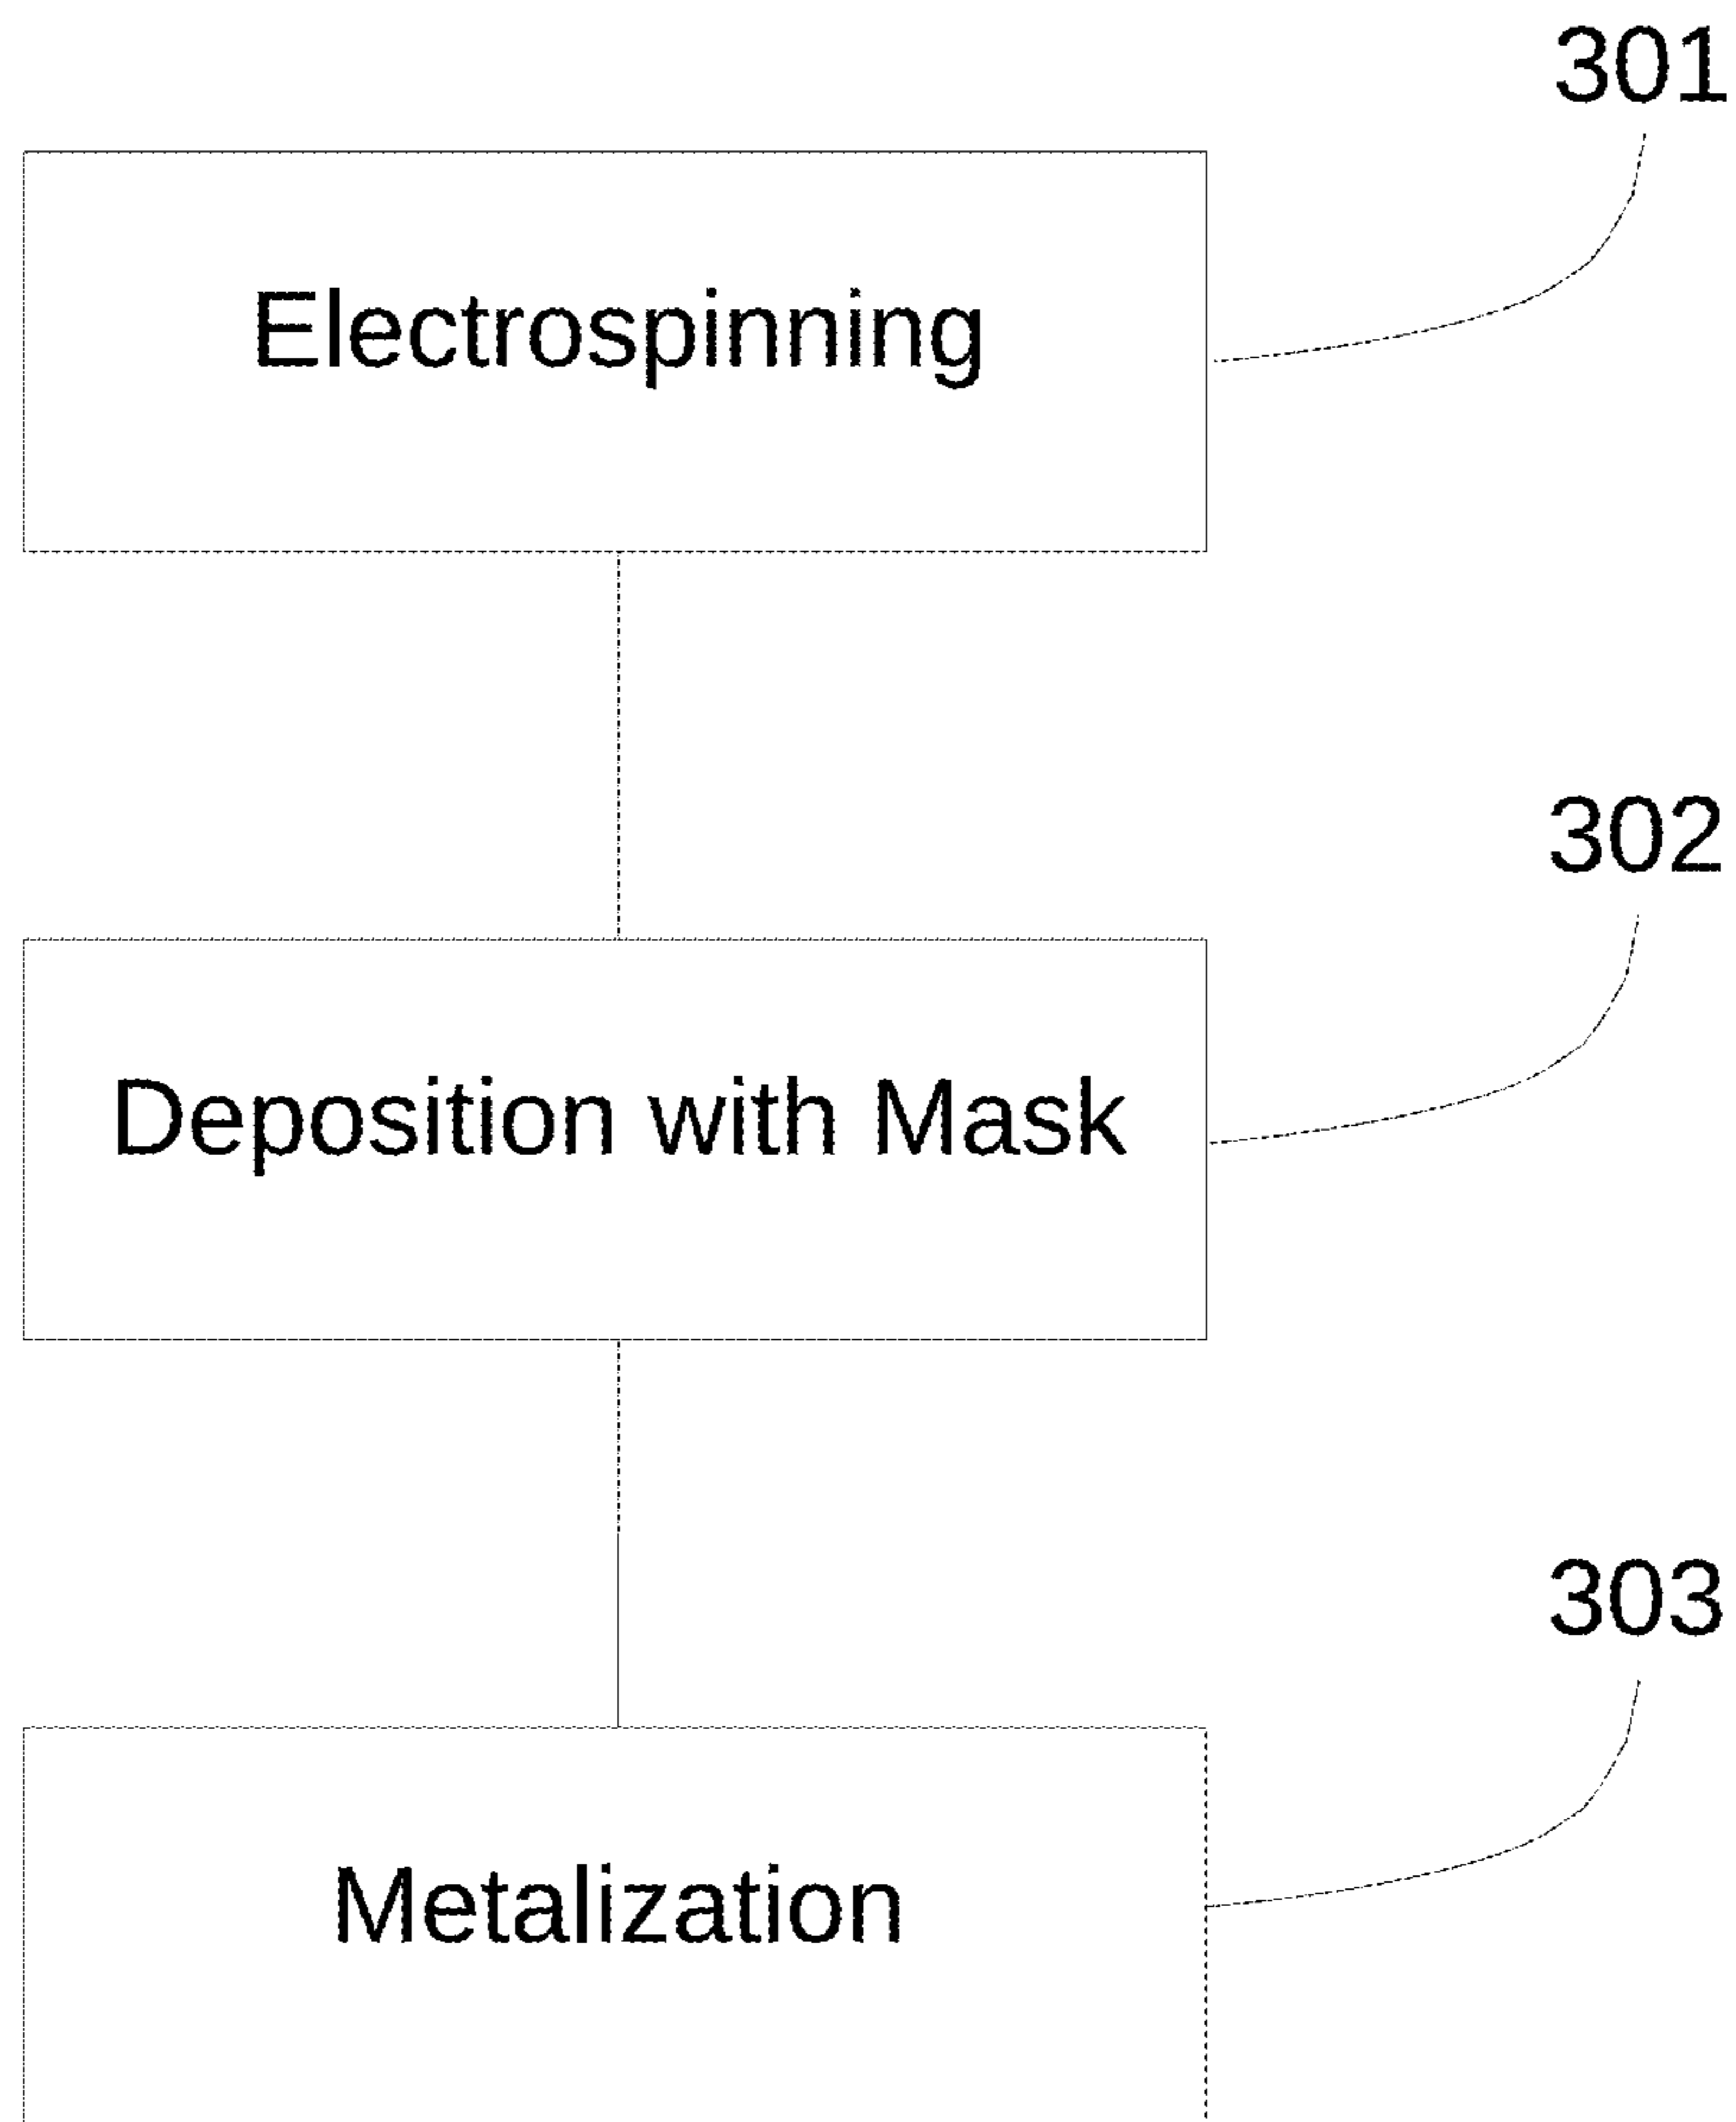 301
Electrospinning
302
Deposition with Mask
303
Metalization